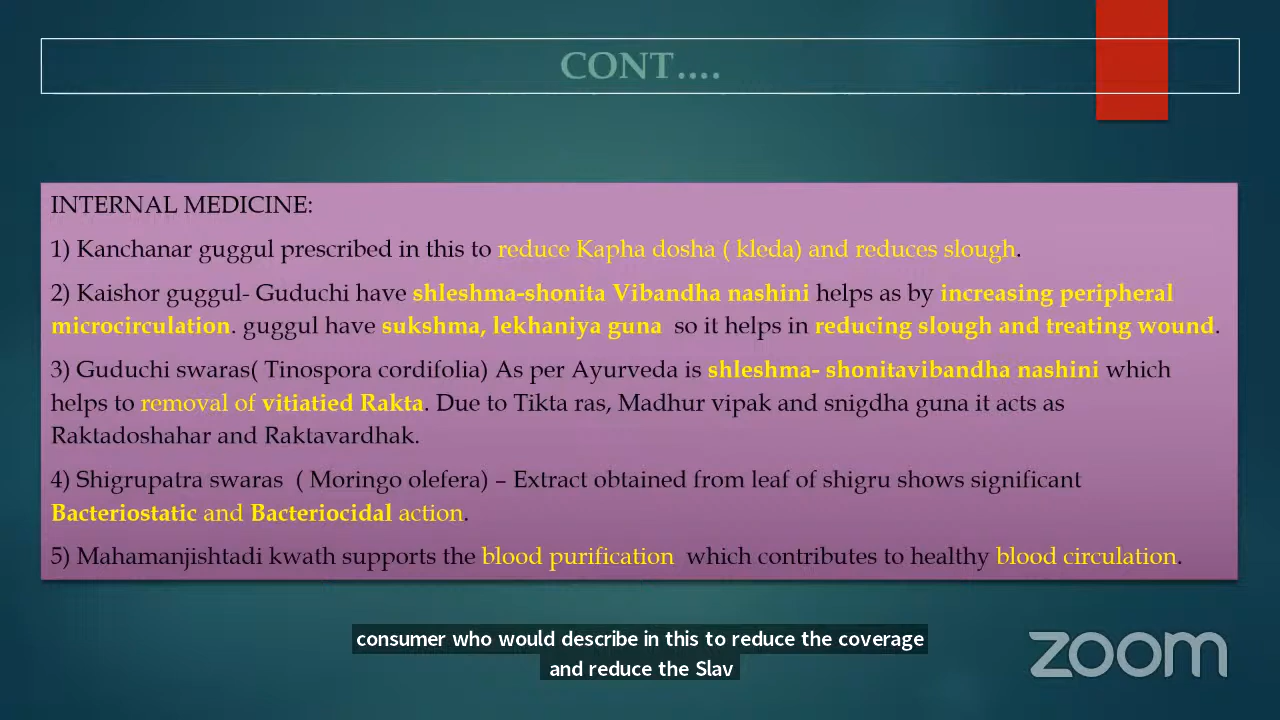 CONT....
INTERNAL MEDICINE:
1) Kanchanar guggul prescribed in this to reduce Kapha dosha ( kleda) and reduces slough.
2) Kaishor guggul- Guduchi have shleshma-shonita Vibandha nashini helps as by increasing peripheral
microcirculation. guggul have sukshma, lekhaniya guna so it helps in reducing slough and treating wound.
3) Guduchi swaras( Tinospora cordifolia) As per Ayurveda is shleshma- shonitavibandha nashini which
helps to removal of vitiatied Rakta. Due to Tikta ras, Madhur vipak and snigdha guna it acts as
Raktadoshahar and Raktavardhak.
4) Shigrupatra swaras ( Moringo olefera) – Extract obtained from leaf of shigru shows significant
Bacteriostatic and Bacteriocidal action.
5) Mahamanjishtadi kwath supports the blood purification which contributes to healthy blood circulation.
consumer who would describe in this to reduce the coverage
and reduce the Slav
zoom